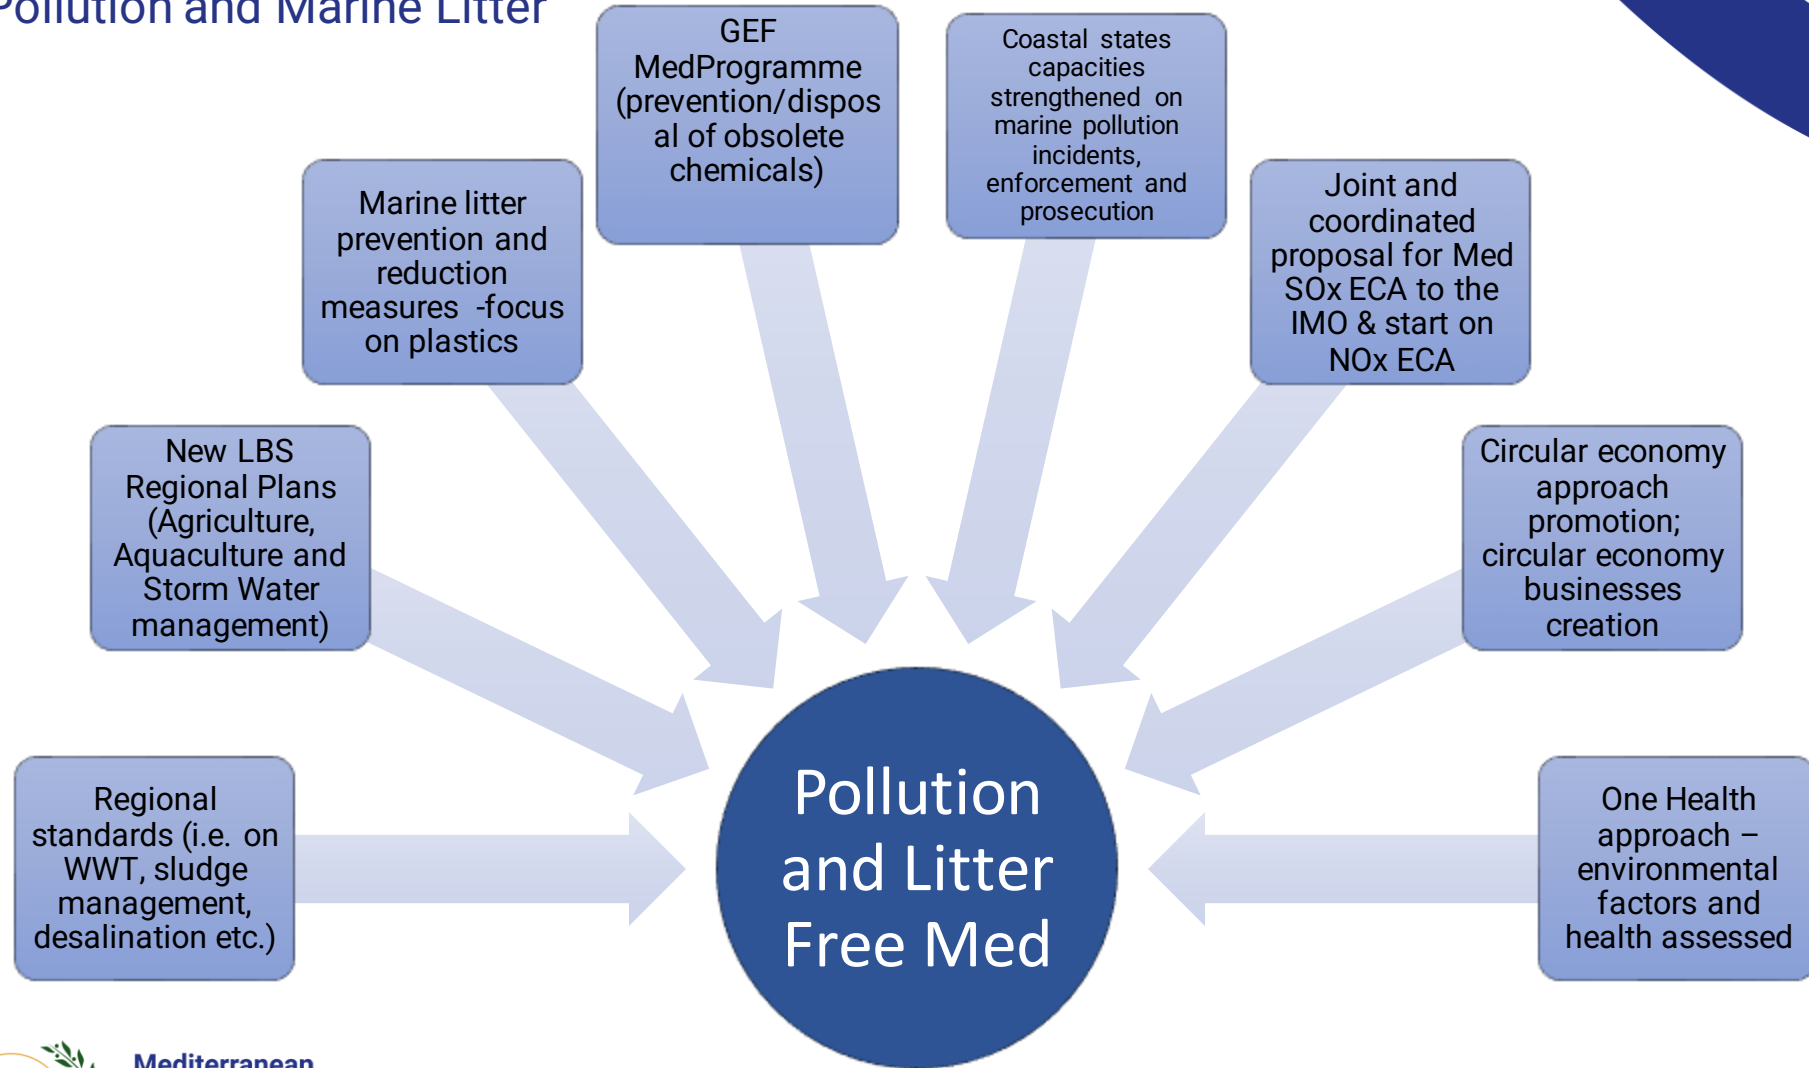 Pollution and Marine Litter
GEF
MedProgramme
(prevention/dispos
al of obsolete
chemicals)
Coastal states
capacities
strengthened on
marine pollution
incidents,
enforcement and
prosecution
Marine litter
prevention and
reduction
measures -focus
on plastics
Joint and
coordinated
proposal for Med
SOx ECA to the
IMO & start on
NOx ECA
New LBS
Regional Plans
(Agriculture,
Aquaculture and
Storm Water
management)
Circular economy
approach
promotion;
circular economy
businesses
creation
Regional
standards (i.e. on
WWT, sludge
management,
desalination etc.)
Pollution
and Litter
Free Med
One Health
approach –
environmental
factors and
health assessed
Mediterranean